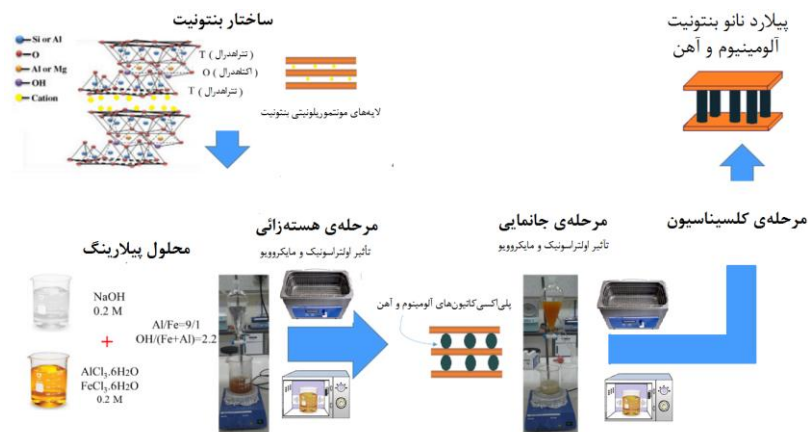 ساختار بنتونیت
Si or Al
O
Al or Mg
OH
Cation
T ( تتراهدرال )
O ( اکتاهدرال )
T ( تتراهدرال )
لایه‌های مونتموریلونیتی بنتونیت
پیلارد نانو بنتونیت
آلومینیوم و آهن
محلول پیلارینگ
NaOH
0.2 M
+
AlCl3.6H2O
FeCl3.6H2O
0.2 M
Al/Fe=9/1
OH/(Fe+Al)=2.2
مرحله‌ی هسته‌زائی
تأثیر اولتراسونیک و مایکروویو
پلی‌اکسی‌کاتیون‌های آلومینوم و آهن
مرحله‌ی جانمایی
تأثیر اولتراسونیک و مایکروویو
مرحله‌ی کلسیناسیون